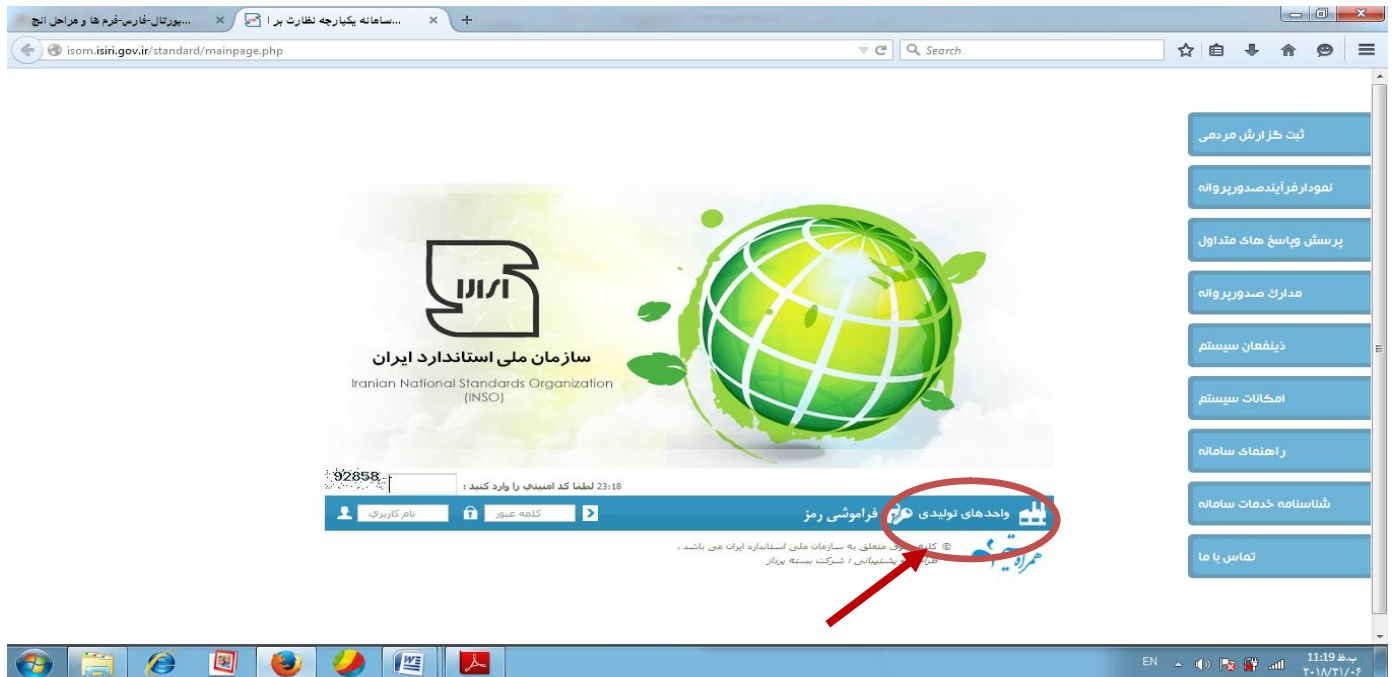 پورتال-فارس-فرم ها و مراحل انج...
سامانه یکپارچه نظارت بر ا...
isom.isiri.gov.ir/standard/mainpage.php
Search
ثبت گزارش مردمی
نمودارفرآیندصدورپروانه
پرسش وپاسخ های متداول
مدارك صدورپروانه
ذینفعان سیستم
امکانات سیستم
راهنمای سامانه
شناسنامه خدمات سامانه
تماس با ما
سازمان ملی استاندارد ایران
Iranian National Standards Organization
(INSO)
23:18 لطفا کد امنیتی را وارد کنید :
92858
واحدهای تولیدی
فراموشی رمز
کلمه عبور
نام کاربری
متعلق به سازمان ملی استاندارد ایران می باشد .
پشتیبانی : شرکت بسته پرداز
همراه
EN
11:19 ب.ظ